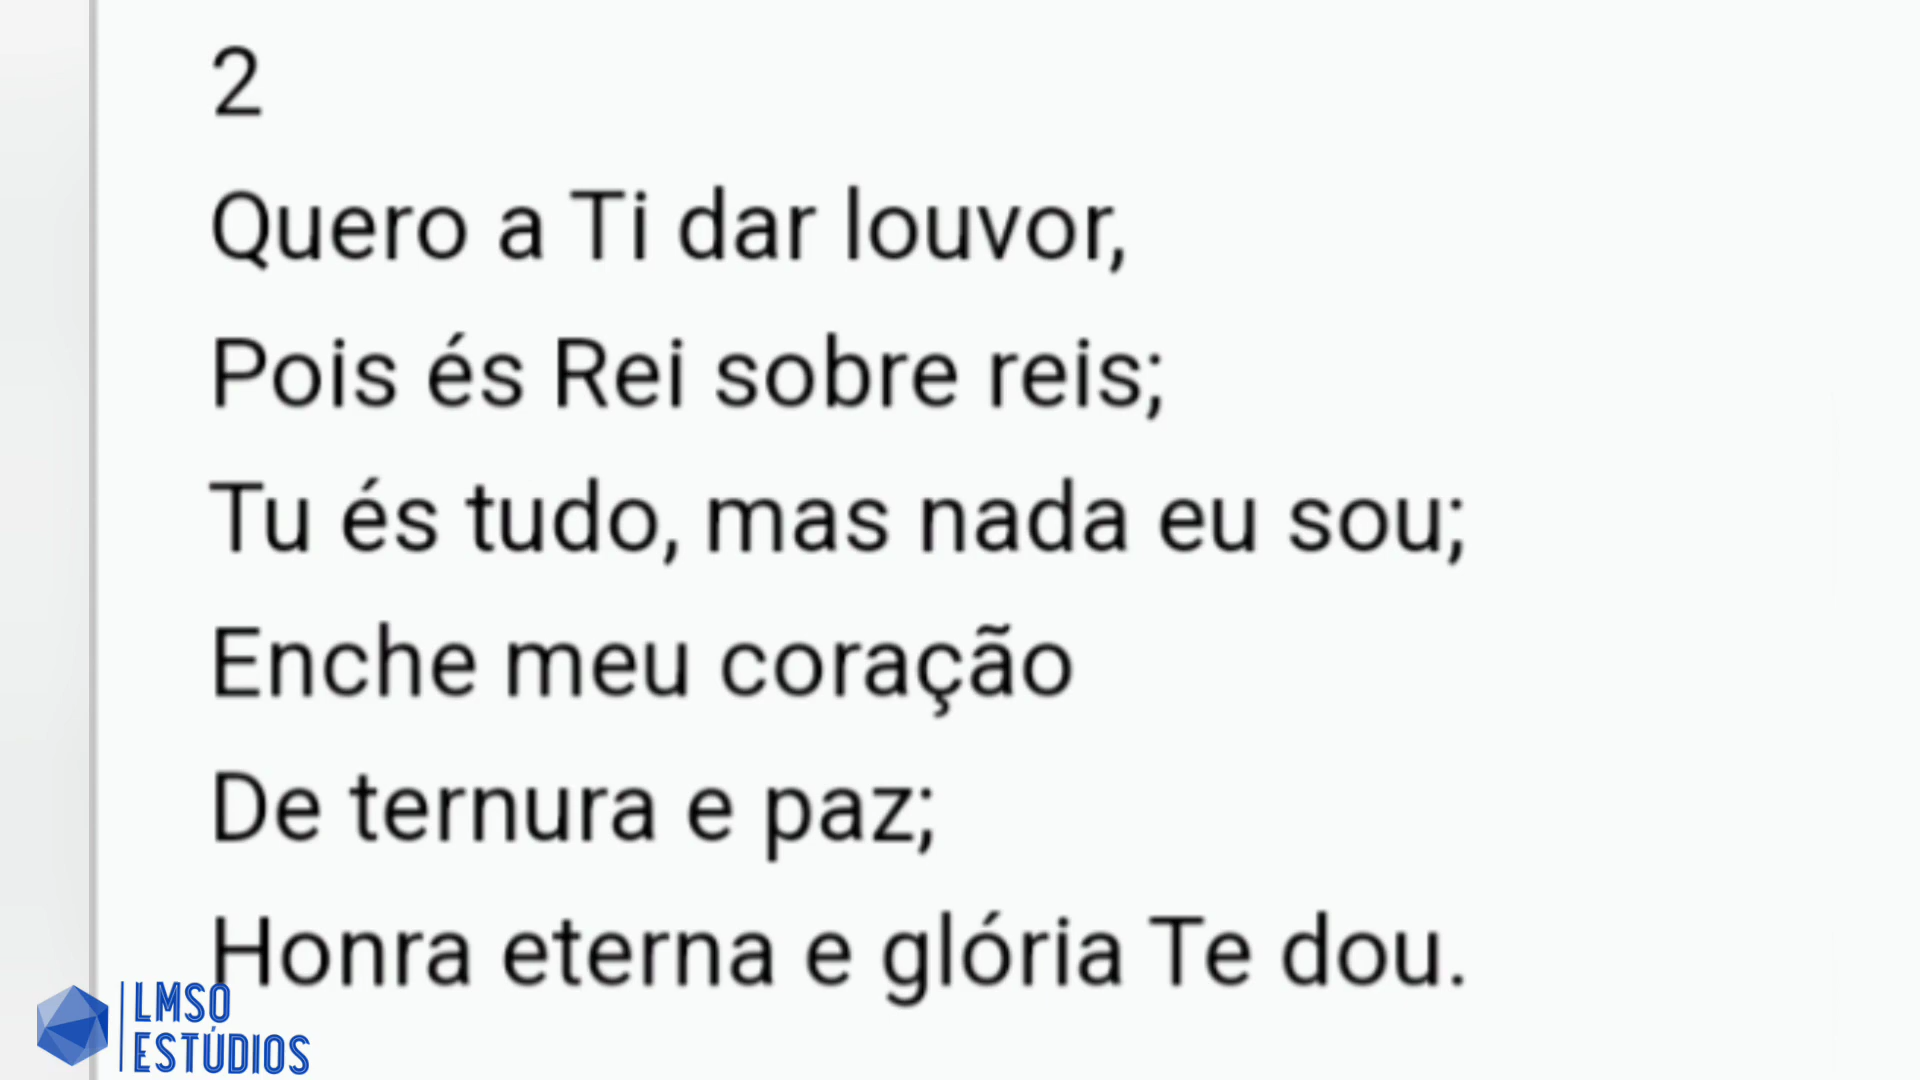 2
Quero a Ti dar louvor,
Pois és Rei sobre reis;
Tu és tudo, mas nada eu sou;
Enche meu coração
De ternura e paz;
Honra eterna e glória Te dou.
LMSO
ESTÚDIOS